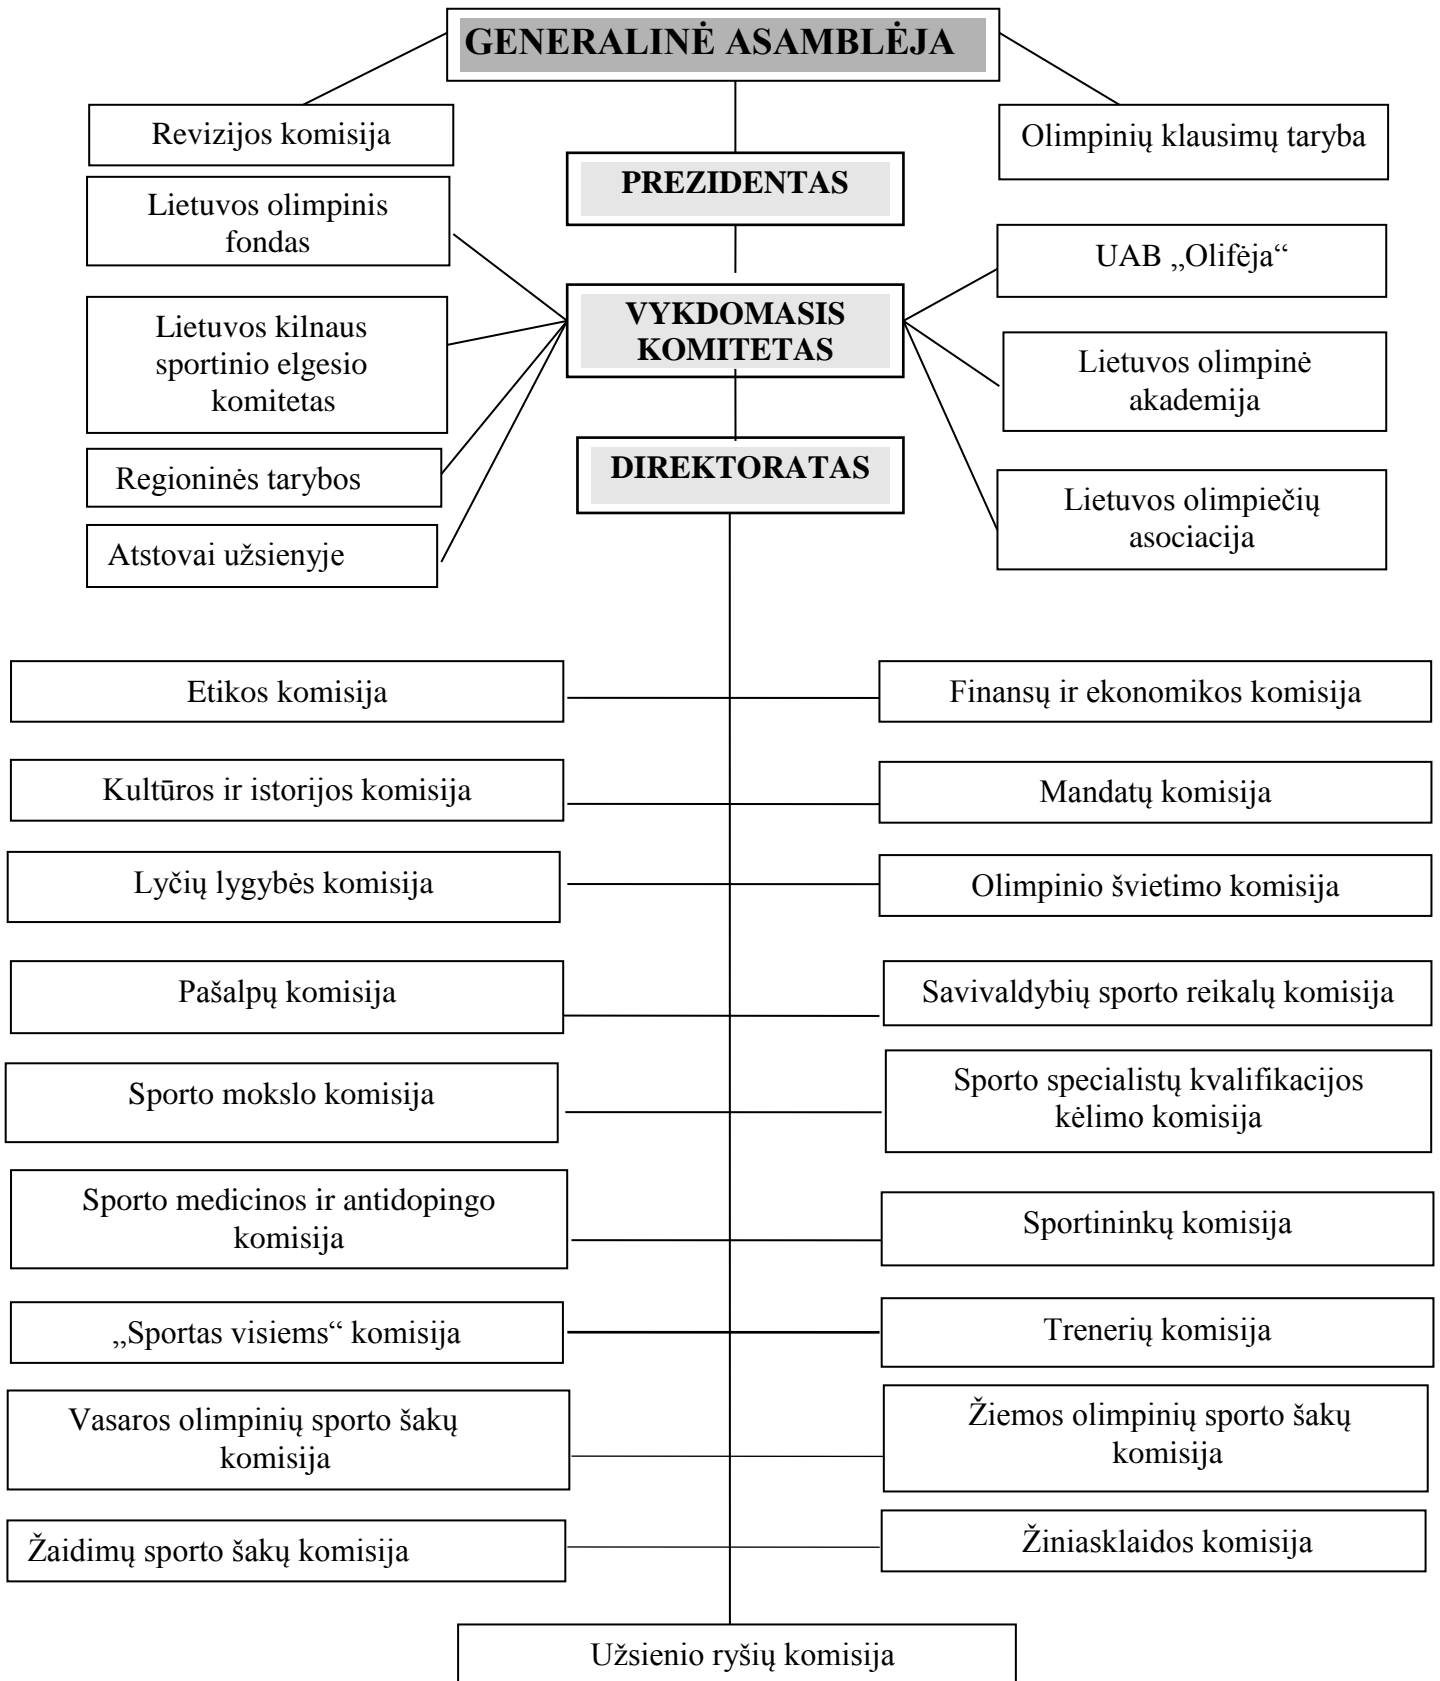 GENERALINĖ ASAMBLĖJA
Revizijos komisija
Olimpinių klausimų taryba
PREZIDENTAS
Lietuvos olimpinis
fondas
UAB „Olifėja“
Lietuvos kilnaus
sportinio elgesio
komitetas
VYKDOMASIS
KOMITETAS
Lietuvos olimpinė
akademija
Regioninės tarybos
DIREKTORATAS
Lietuvos olimpiečių
asociacija
Atstovai užsienyje
Etikos komisija
Finansų ir ekonomikos komisija
Kultūros ir istorijos komisija
Mandatų komisija
Lyčių lygybės komisija
Olimpinio švietimo komisija
Pašalpų komisija
Savivaldybių sporto reikalų komisija
Sporto mokslo komisija
Sporto specialistų kvalifikacijos
kėlimo komisija
Sporto medicinos ir antidopingo
komisija
Sportininkų komisija
„Sportas visiems“ komisija
Trenerių komisija
Vasaros olimpinių sporto šakų
komisija
Žiemos olimpinių sporto šakų
komisija
Žaidimų sporto šakų komisija
Žiniasklaidos komisija
Užsienio ryšių komisija